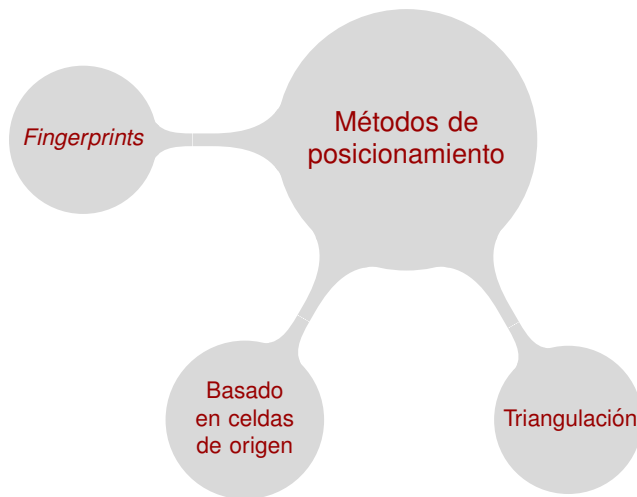 Métodos de
posicionamiento
Fingerprints
Basado
en celdas
de origen
Triangulación